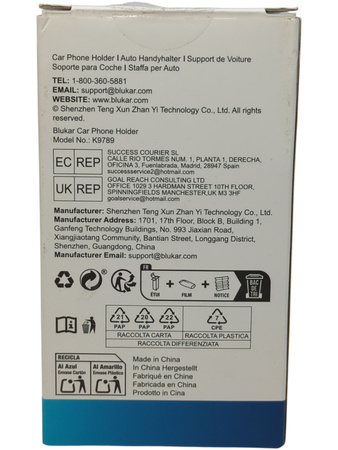 Car Phone Holder | Auto Handyhalter | Support de Voiture
Soporte para Coche | Staffa per Auto
TEL: 1-800-360-5881
EMAIL: support@blukar.com
WEBSITE: www.blukar.com
© Shenzhen Teng Xun Zhan Yi Technology Co., Ltd. All rights
reserved.
Blukar Car Phone Holder
Model No.: K9789
EC REP
SUCCESS COURIER SL
CALLE RIO TORMES NUM. 1, PLANTA 1, DERECHA,
OFICINA 3, Fuenlabrada, Madrid, 28947 Spain
successservice2@hotmail.com
UK REP
GOAL REACH CONSULTING LTD
OFFICE 1029 3 HARDMAN STREET 10TH FLOOR,
SPINNINGFIELDS MANCHESTER, UK M3 3HF
goalservice@hotmail.com
Manufacturer: Shenzhen Teng Xun Zhan Yi Technology Co., Ltd.
Manufacturer Address: 1701, 17th Floor, Block B, Building 1,
Ganfeng Technology Buildings, No. 993 Jiaxian Road,
Xiangjiaotang Community, Bantian Street, Longgang District,
Shenzhen, Guangdong, China)
Manufacturer Email: support@blukar.com
FR
ÉTUI + FILM + NOTICE
BAC
DE
TRI
21 20 22 7
PAP PAP PAP CPE
RACCOLTA CARTA RACCOLTA PLASTICA
RACCOLTA DIFFERENZIATA
RECICLA
Al Azul Al Amarillo
Envase Cartón Envase Plástico
Made in China
In China Hergestellt
Fabriqué en Chine
Fabricada en China
Prodotto in Cina